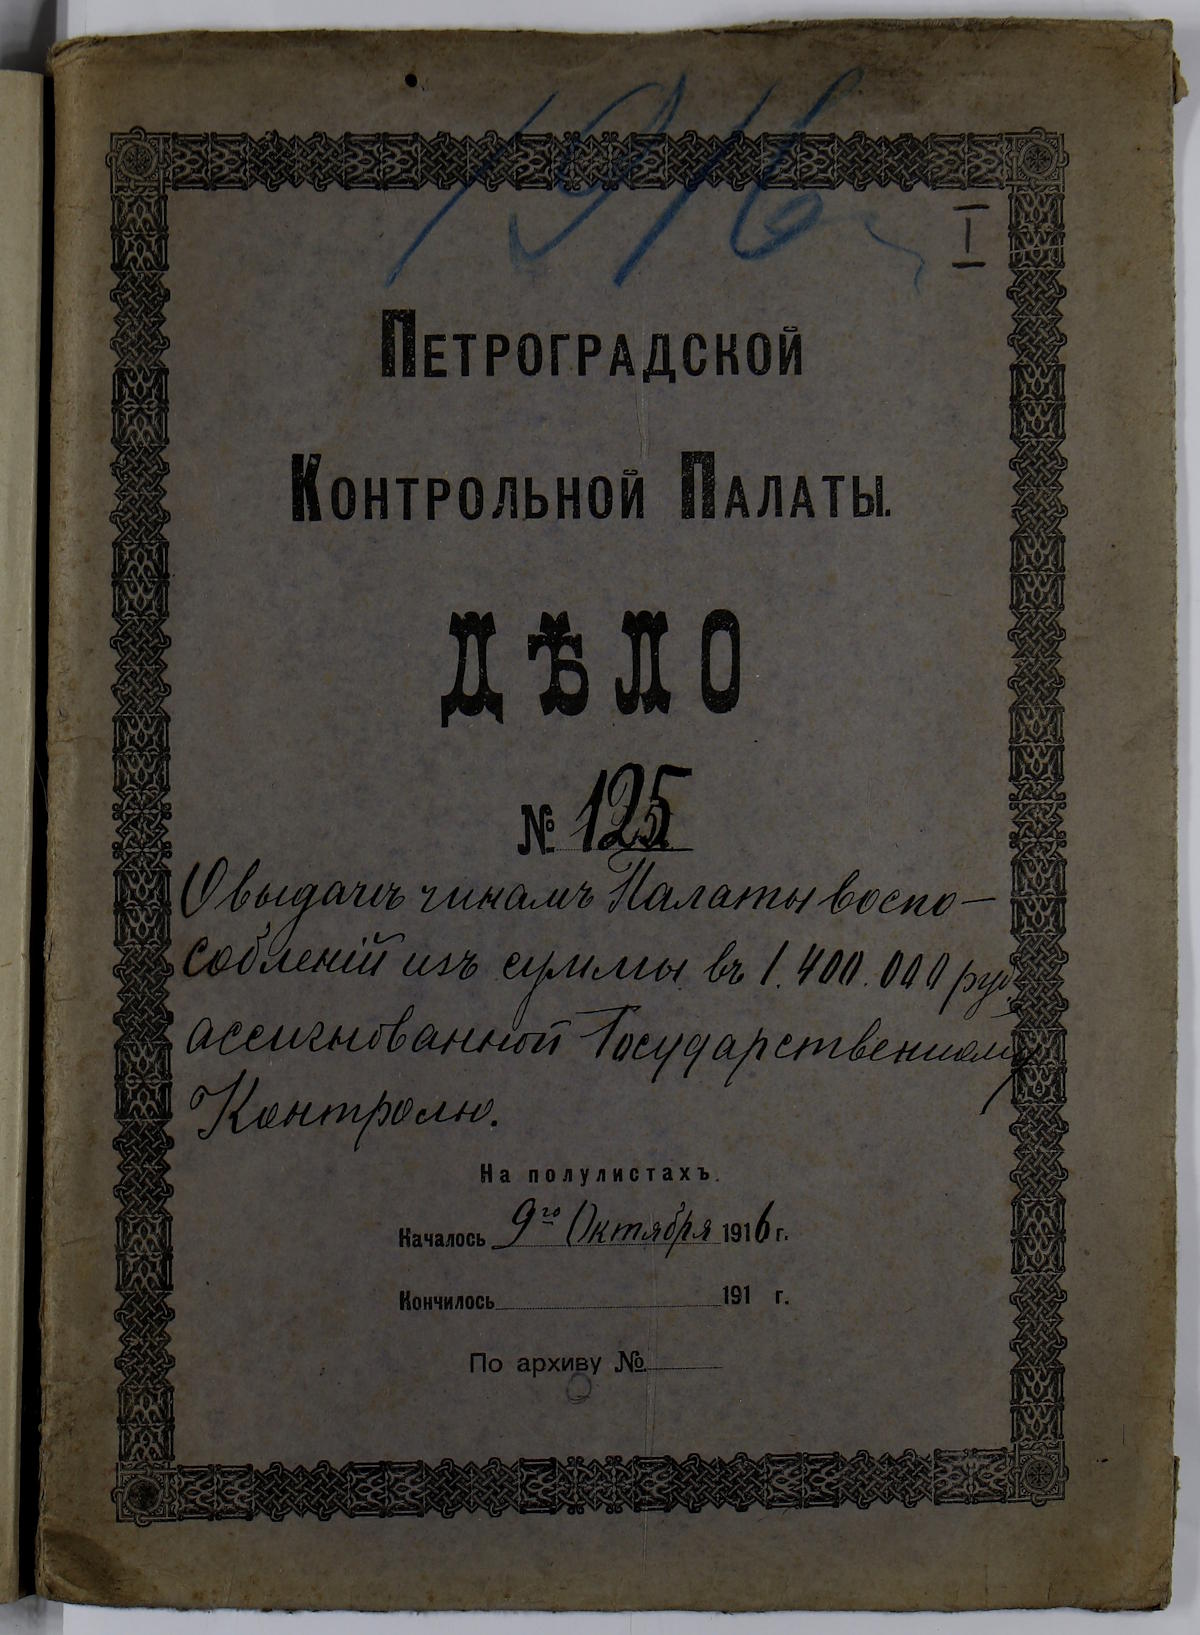 1916 г.
I
Петроградской
Контрольной Палаты.
Дѣло
№ 125
О выдачѣ чинамъ Палаты воспо-
собленій изъ суммы въ 1.400.000 руб.
ассигнованной Государственному
Контролю.
На полулистахъ.
Началось 9го Октября 1916 г.
Кончилось 191 г.
По архиву №